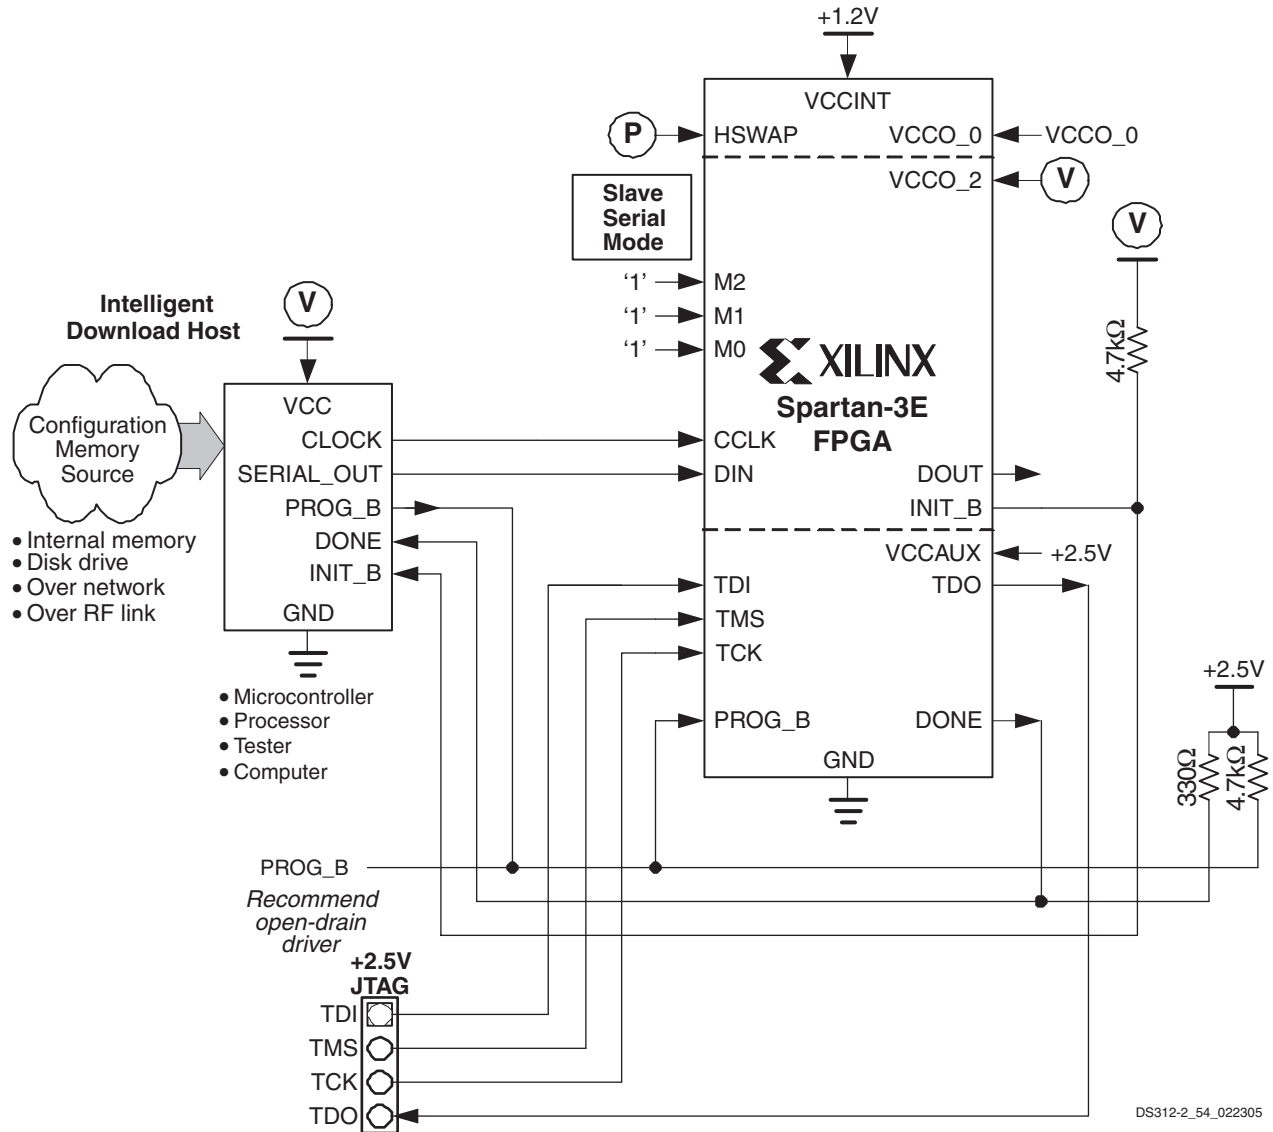 +1.2V
VCCINT
P
HSWAP
VCCO_0
VCCO_0
VCCO_2
V
Slave
Serial
Mode
V
‘1’
M2
‘1’
M1
‘1’
M0
XILINX
Spartan-3E
FPGA
4.7kΩ
Intelligent
Download Host
V
Configuration
Memory
Source
VCC
CLOCK
SERIAL_OUT
PROG_B
DONE
INIT_B
GND
CCLK
DIN
DOUT
INIT_B
• Internal memory
• Disk drive
• Over network
• Over RF link
VCCAUX
+2.5V
TDI
TDO
TMS
TCK
PROG_B
DONE
GND
• Microcontroller
• Processor
• Tester
• Computer
+2.5V
330Ω
4.7kΩ
PROG_B
Recommend
open-drain
driver
+2.5V
JTAG
TDI
TMS
TCK
TDO
DS312-2_54_022305